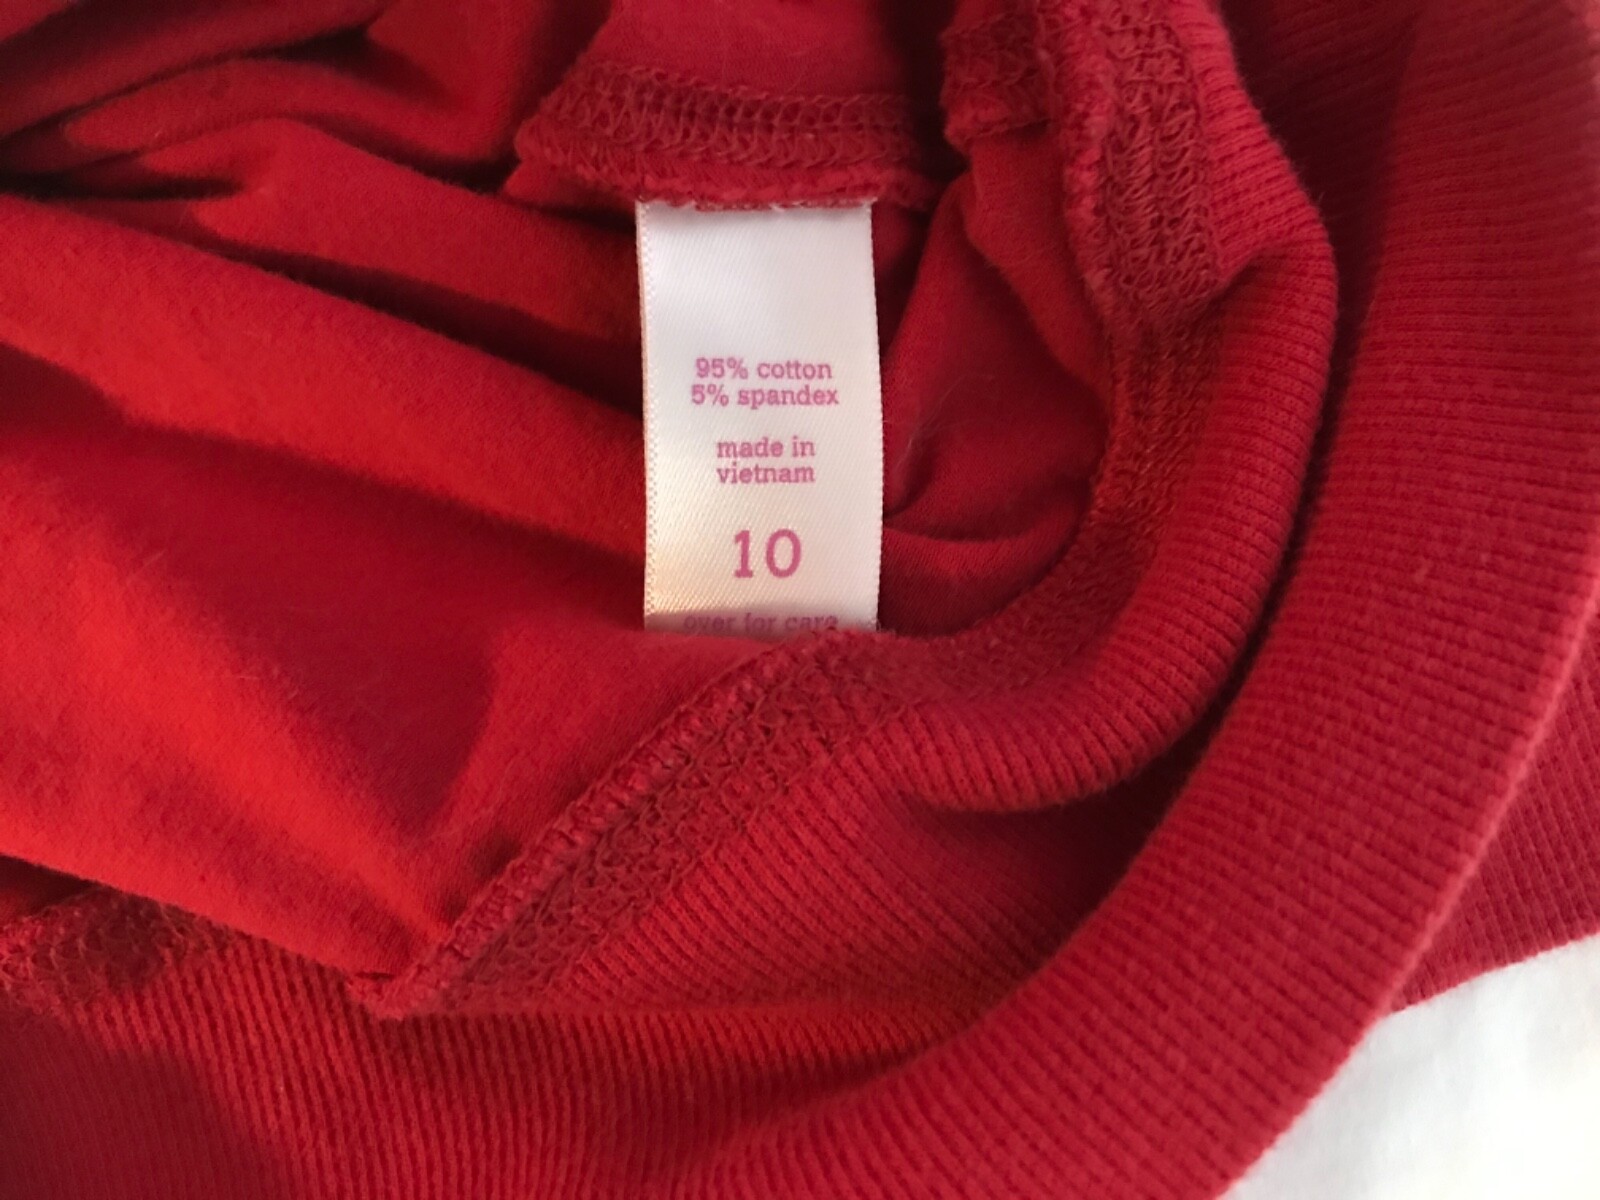 95% cotton
5% spandex
made in
vietnam
10
over for care